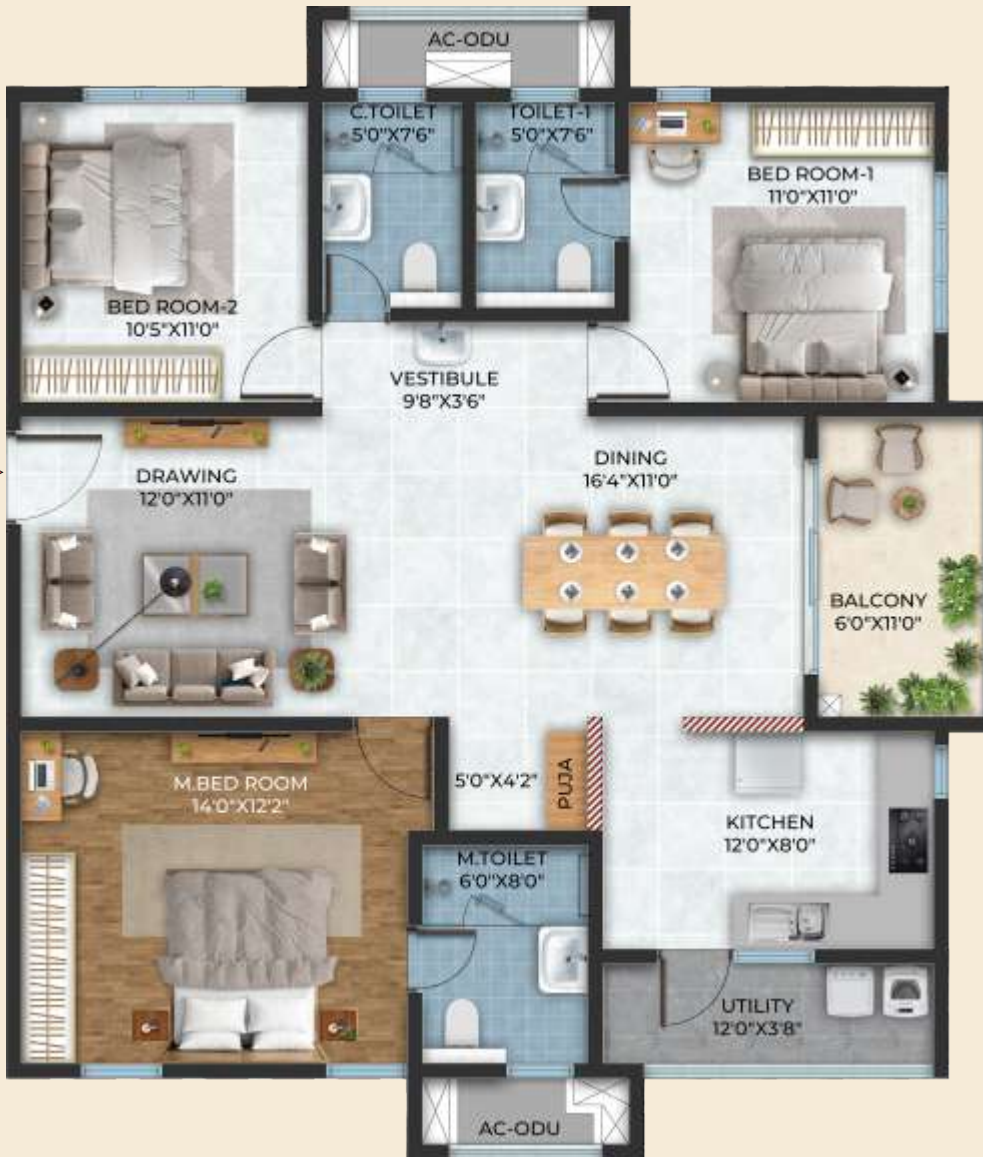 AC-ODU
C.TOILET
5'0"X7'6"
TOILET-1
5'0"X7'6"
BED ROOM-1
11'0"X11'0"
BED ROOM-2
10'5"X11'0"
VESTIBULE
9'8"X3'6"
DRAWING
12'0"X11'0"
DINING
16'4"X11'0"
BALCONY
6'0"X11'0"
M.BED ROOM
14'0"X12'2"
5'0"X4'2"
PUJA
KITCHEN
12'0"X8'0"
M.TOILET
6'0"X8'0"
UTILITY
12'0"X3'8"
AC-ODU